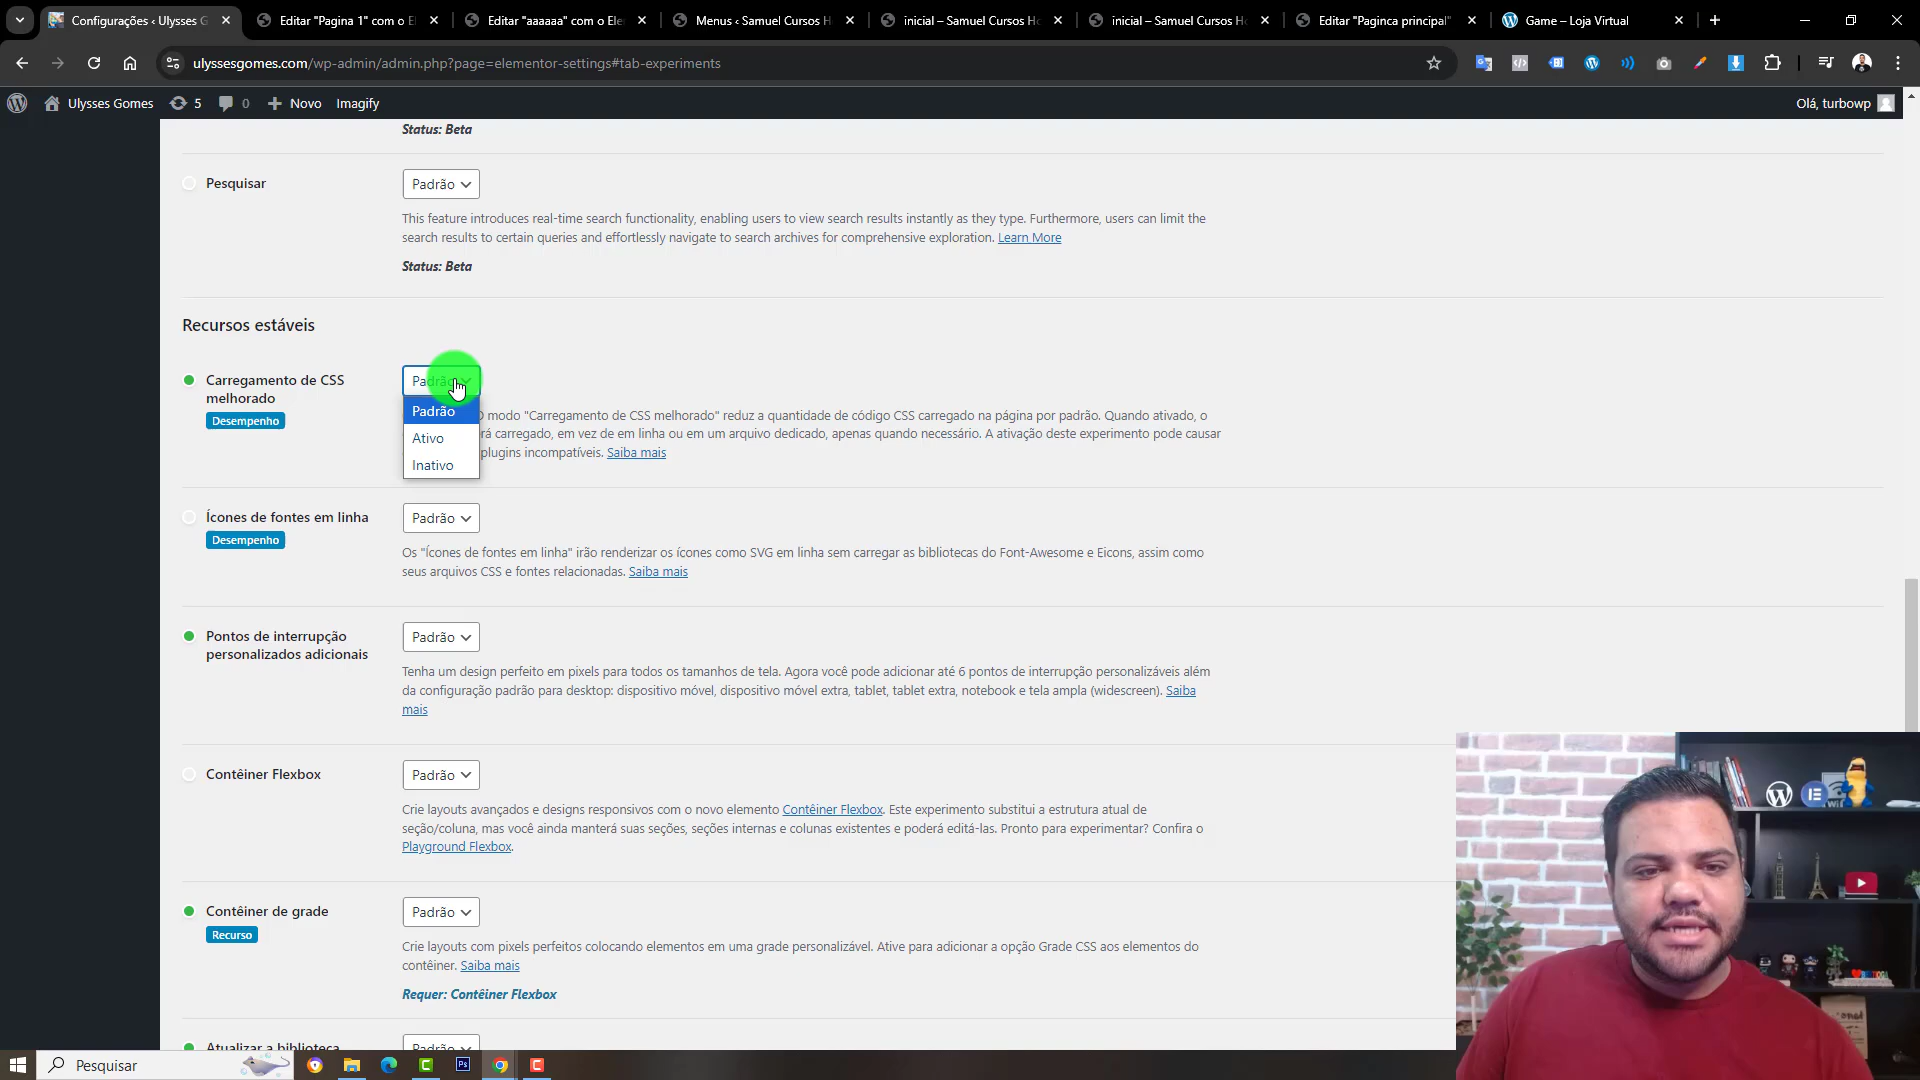 Configurações ‹ Ulysses G
Editar "Pagina 1" com o El
Editar "aaaaaa" com o Ele
Menus ‹ Samuel Cursos H
inicial – Samuel Cursos Ho
inicial – Samuel Cursos Ho
Editar "Paginca principal"
Game – Loja Virtual
ulyssesgomes.com/wp-admin/admin.php?page=elementor-settings#tab-experiments
Ulysses Gomes
5
0
Novo
Imagify
Olá, turbowp
Status: Beta
Pesquisar
Padrão
This feature introduces real-time search functionality, enabling users to view search results instantly as they type. Furthermore, users can limit the
search results to certain queries and effortlessly navigate to search archives for comprehensive exploration. Learn More
Status: Beta
Recursos estáveis
Carregamento de CSS
melhorado
Desempenho
Padrão
Padrão
Ativo
Inativo
O modo "Carregamento de CSS melhorado" reduz a quantidade de código CSS carregado na página por padrão. Quando ativado, o
erá carregado, em vez de em linha ou em um arquivo dedicado, apenas quando necessário. A ativação deste experimento pode causar
plugins incompatíveis. Saiba mais
Ícones de fontes em linha
Desempenho
Padrão
Os "Ícones de fontes em linha" irão renderizar os ícones como SVG em linha sem carregar as bibliotecas do Font-Awesome e Eicons, assim como
seus arquivos CSS e fontes relacionadas. Saiba mais
Pontos de interrupção
personalizados adicionais
Padrão
Tenha um design perfeito em pixels para todos os tamanhos de tela. Agora você pode adicionar até 6 pontos de interrupção personalizáveis além
da configuração padrão para desktop: dispositivo móvel, dispositivo móvel extra, tablet, tablet extra, notebook e tela ampla (widescreen). Saiba
mais
Contêiner Flexbox
Padrão
Crie layouts avançados e designs responsivos com o novo elemento Contêiner Flexbox. Este experimento substitui a estrutura atual de
seção/coluna, mas você ainda manterá suas seções, seções internas e colunas existentes e poderá editá-las. Pronto para experimentar? Confira o
Playground Flexbox.
Contêiner de grade
Recurso
Padrão
Crie layouts com pixels perfeitos colocando elementos em uma grade personalizável. Ative para adicionar a opção Grade CSS aos elementos do
contêiner. Saiba mais
Requer: Contêiner Flexbox
Atualizar a biblioteca
Padrão
Pesquisar